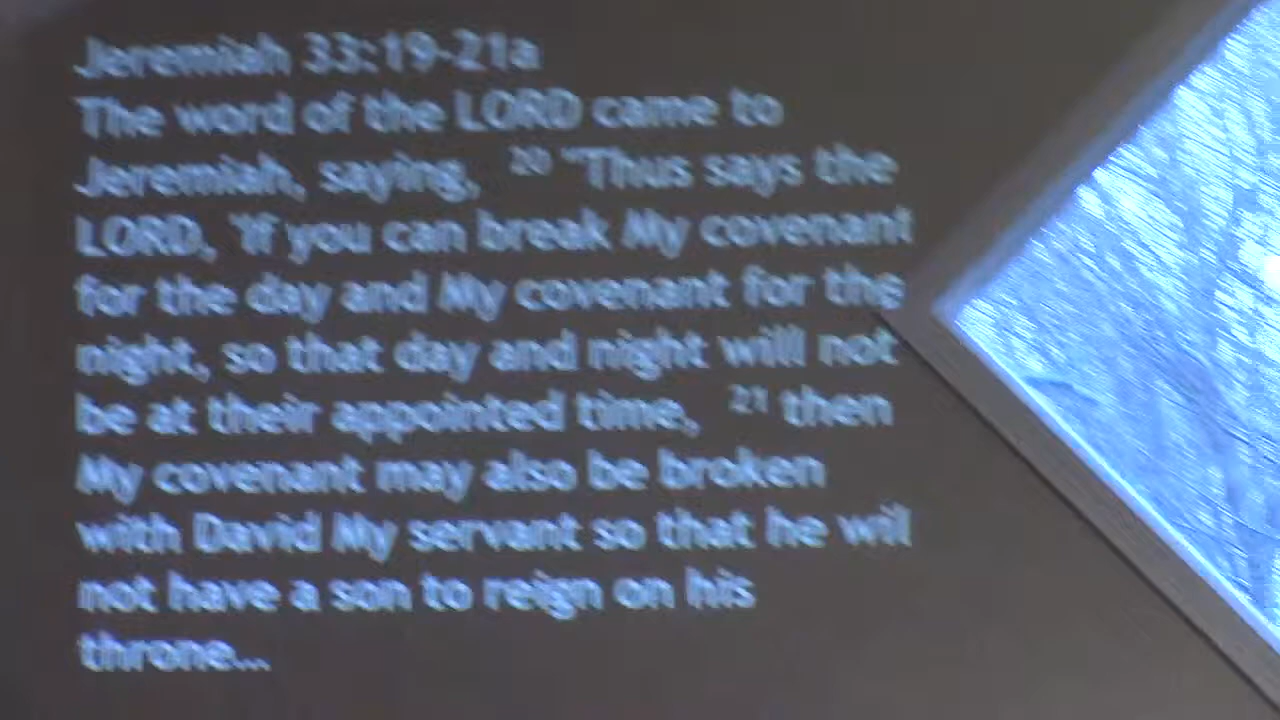 Jeremiah 33:19-21a
The word of the LORD came to
Jeremiah, saying, 20 "Thus says the
LORD, 'If you can break My covenant
for the day and My covenant for the
night, so that day and night will not
be at their appointed time, 21 then
My covenant may also be broken
with David My servant so that he will
not have a son to reign on his
throne...